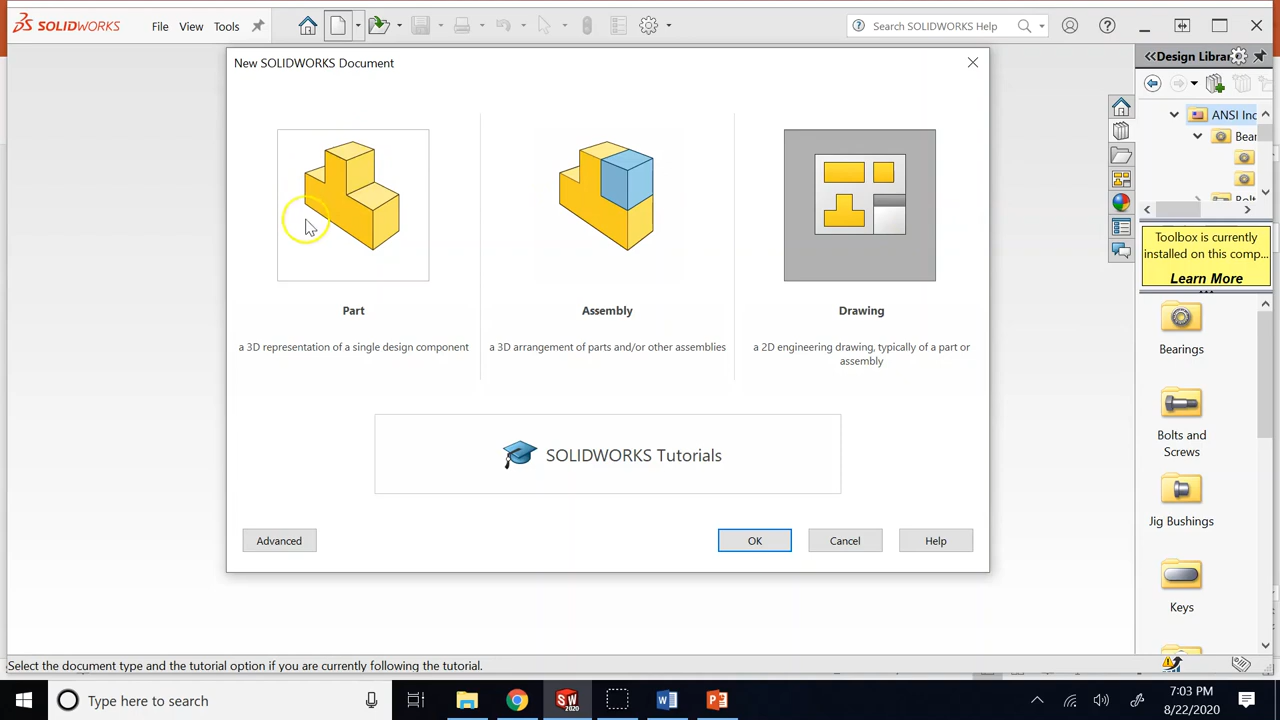 SOLIDWORKS File View Tools Search SOLIDWORKS Help
New SOLIDWORKS Document
Design Librar
ANSI Inc
Bear
Toolbox is currently
installed on this comp...
Learn More
Part
Assembly
Drawing
a 3D representation of a single design component
a 3D arrangement of parts and/or other assemblies
a 2D engineering drawing, typically of a part or
assembly
SOLIDWORKS Tutorials
Advanced
OK
Cancel
Help
Bearings
Bolts and
Screws
Jig Bushings
Keys
Select the document type and the tutorial option if you are currently following the tutorial.
Type here to search
SW
2020
7:03 PM
8/22/2020